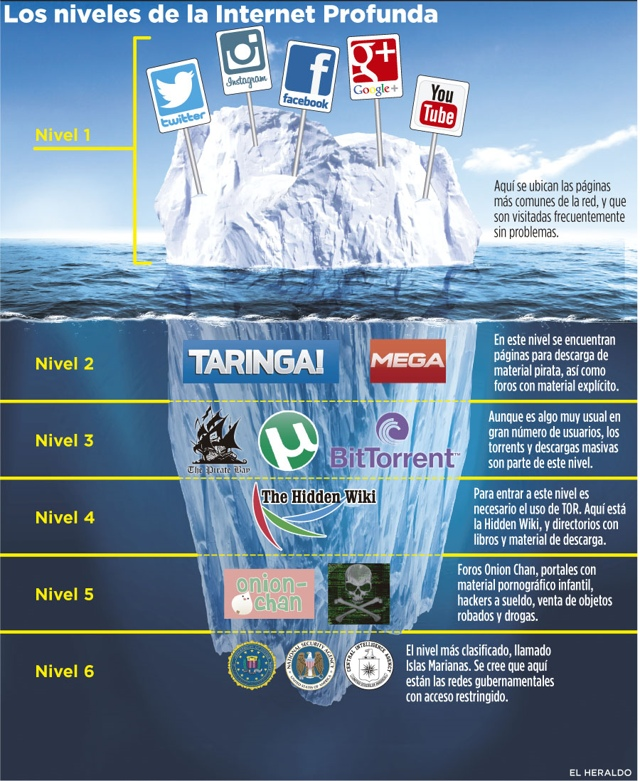 Los niveles de la Internet Profunda
twitter
Instagram
facebook
g+
Google+
You
Tube
Nivel 1
Aquí se ubican las páginas
más comunes de la red, y que
son visitadas frecuentemente
sin problemas.
Nivel 2
TARINGA!
MEGA
En este nivel se encuentran
páginas para descarga de
material pirata, así como
foros con material explícito.
Nivel 3
The Pirate Bay
µ
BitTorrent™
Aunque es algo muy usual en
gran número de usuarios, los
torrents y descargas masivas
son parte de este nivel.
Nivel 4
The Hidden Wiki
Para entrar a este nivel es
necesario el uso de TOR. Aquí está
la Hidden Wiki, y directorios con
libros y material de descarga.
Nivel 5
onion-
chan
Foros Onion Chan, portales con
material pornográfico infantil,
hackers a sueldo, venta de objetos
robados y drogas.
Nivel 6
NATIONAL SECURITY AGENCY
CENTRAL INTELLIGENCE AGENCY
El nivel más clasificado, llamado
Islas Marianas. Se cree que aquí
están las redes gubernamentales
con acceso restringido.
EL HERALDO